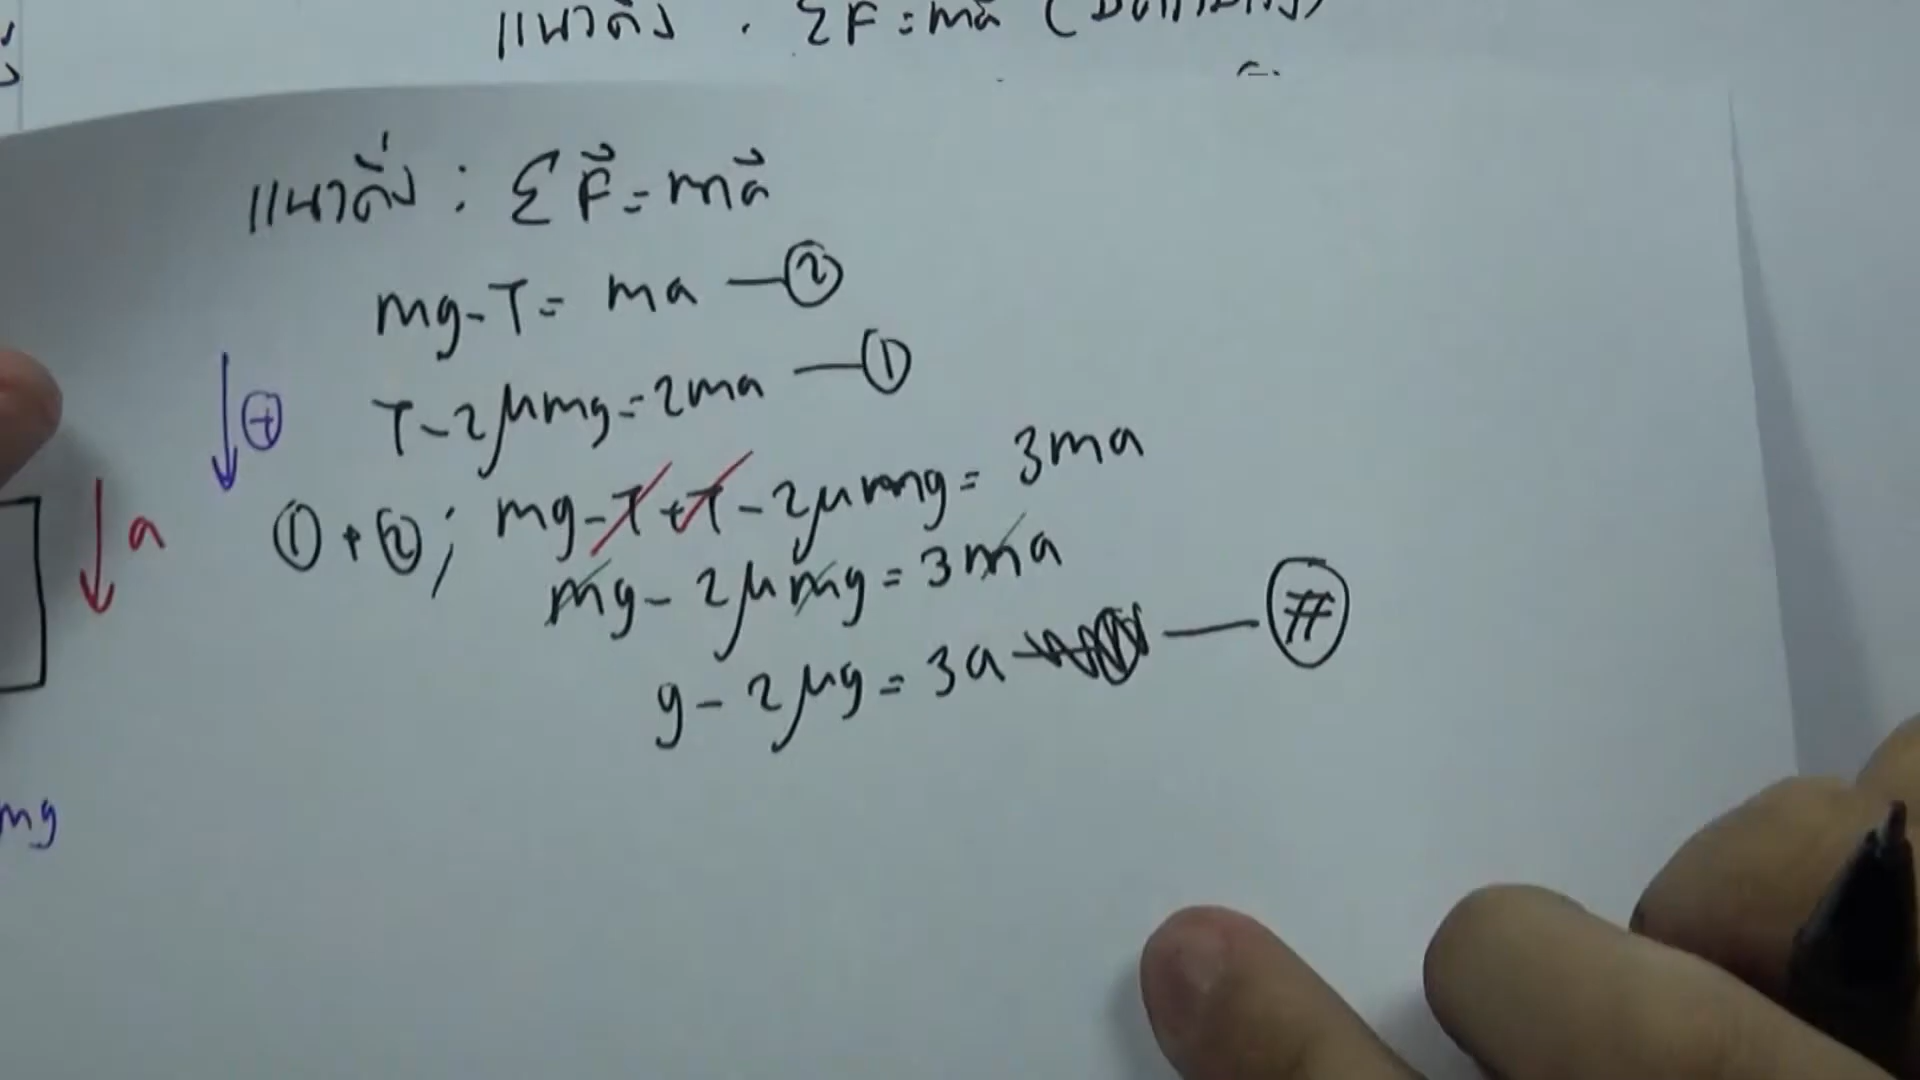 แนวดิ่ง . ΣF = ma
แนวดิ่ง : ΣF⃗ = ma⃗
mg - T = ma — ②
T - 2μmg = 2ma — ①
① + ② ; mg - T + T - 2μmg = 3ma
mg - 2μmg = 3ma
g - 2μg = 3a — #
+
a
mg